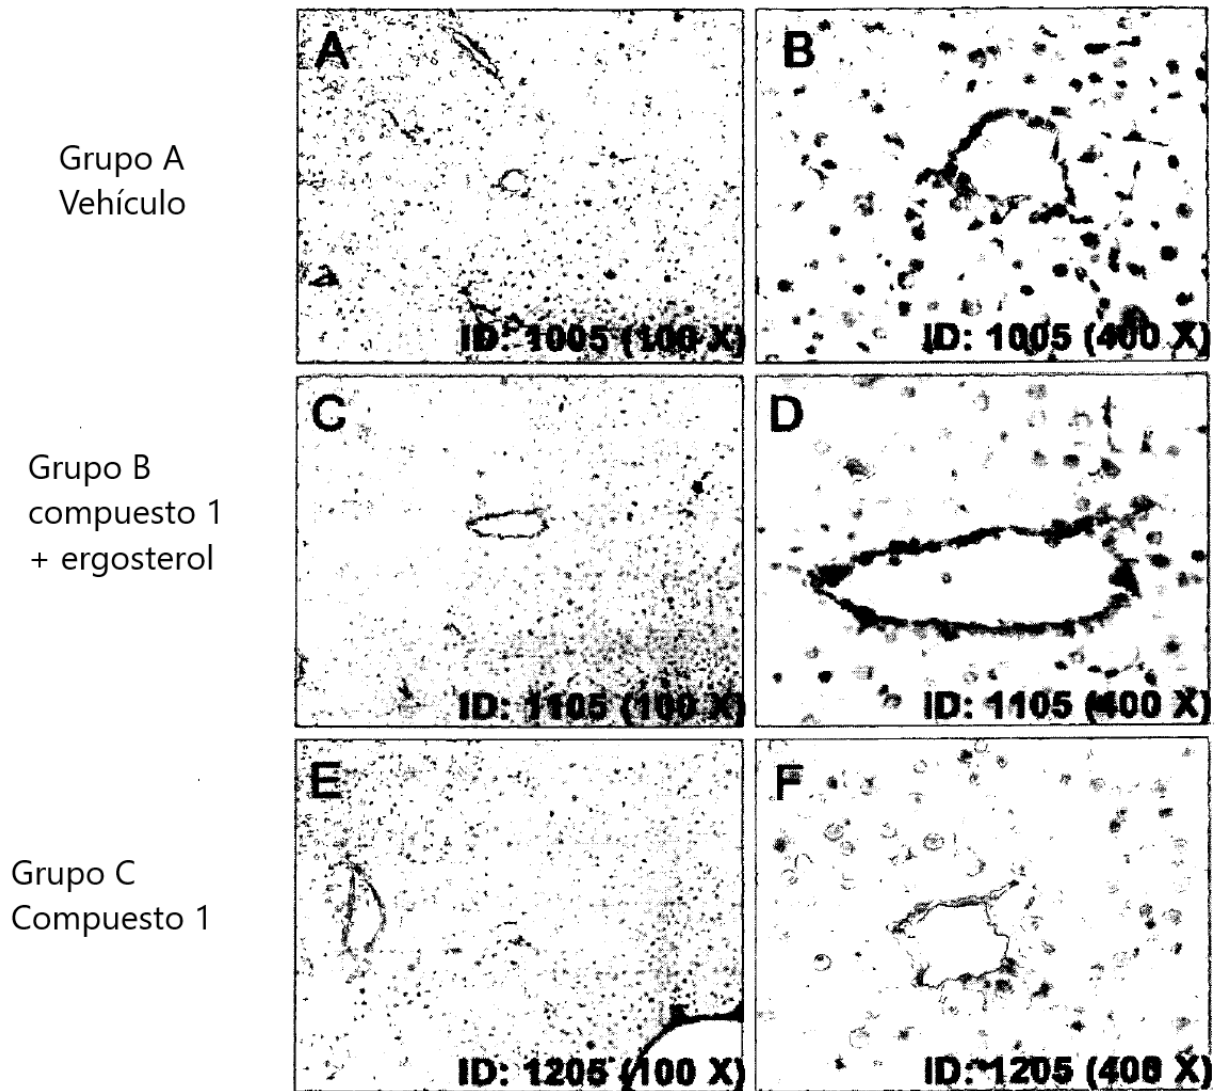 Grupo A
Vehículo
A
ID: 1005 (100 X)
B
ID: 1005 (400 X)
Grupo B
compuesto 1
+ ergosterol
C
ID: 1105 (100 X)
D
ID: 1105 (400 X)
Grupo C
Compuesto 1
E
ID: 1205 (100 X)
F
ID: 1205 (400 X)